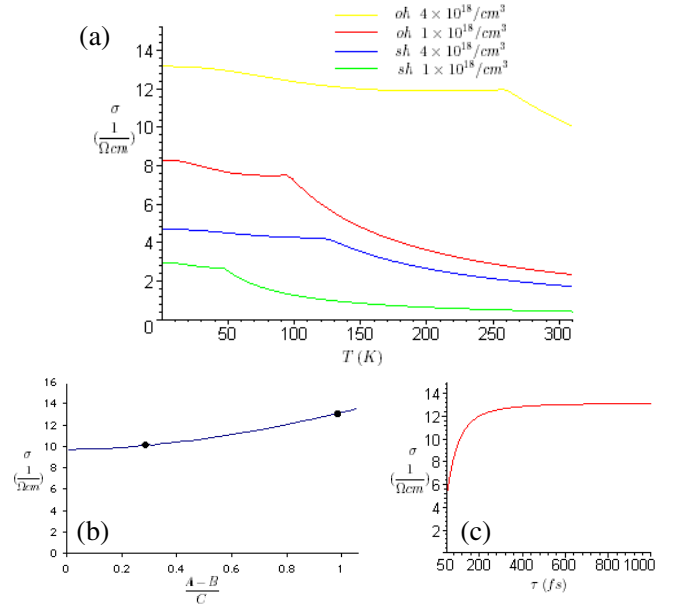 (a)
oh 4 × 10^18/cm^3
oh 1 × 10^18/cm^3
sh 4 × 10^18/cm^3
sh 1 × 10^18/cm^3
σ
(1/Ωcm)
14
12
10
8
6
4
2
0
50 100 150 200 250 300
T (K)
σ
(1/Ωcm)
16
14
12
10
8
6
4
2
0
(b)
0 0.2 0.4 0.6 0.8 1
A − B
C
σ
(1/Ωcm)
14
12
10
8
6
4
2
(c)
50 200 400 600 800 1000
τ (fs)